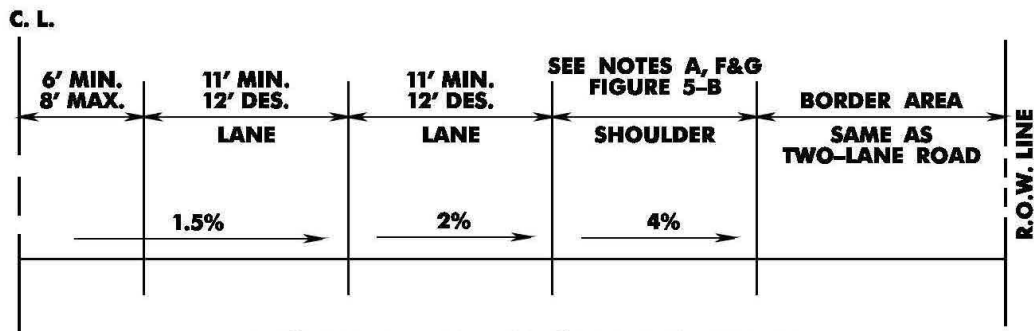 C. L.
6' MIN.
8' MAX.
11' MIN.
12' DES.
LANE
11' MIN.
12' DES.
LANE
SEE NOTES A, F&G
FIGURE 5–B
SHOULDER
BORDER AREA
SAME AS
TWO–LANE ROAD
R.O.W. LINE
1.5%
2%
4%